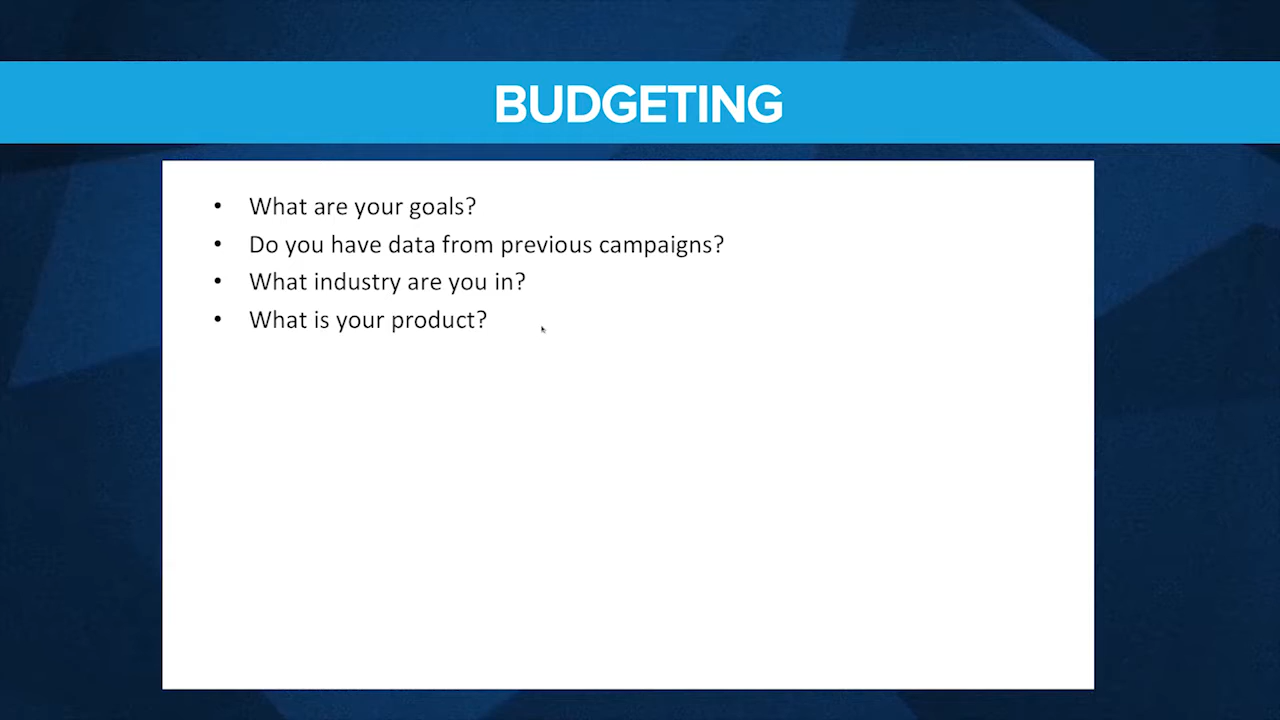 BUDGETING
• What are your goals?
• Do you have data from previous campaigns?
• What industry are you in?
• What is your product?